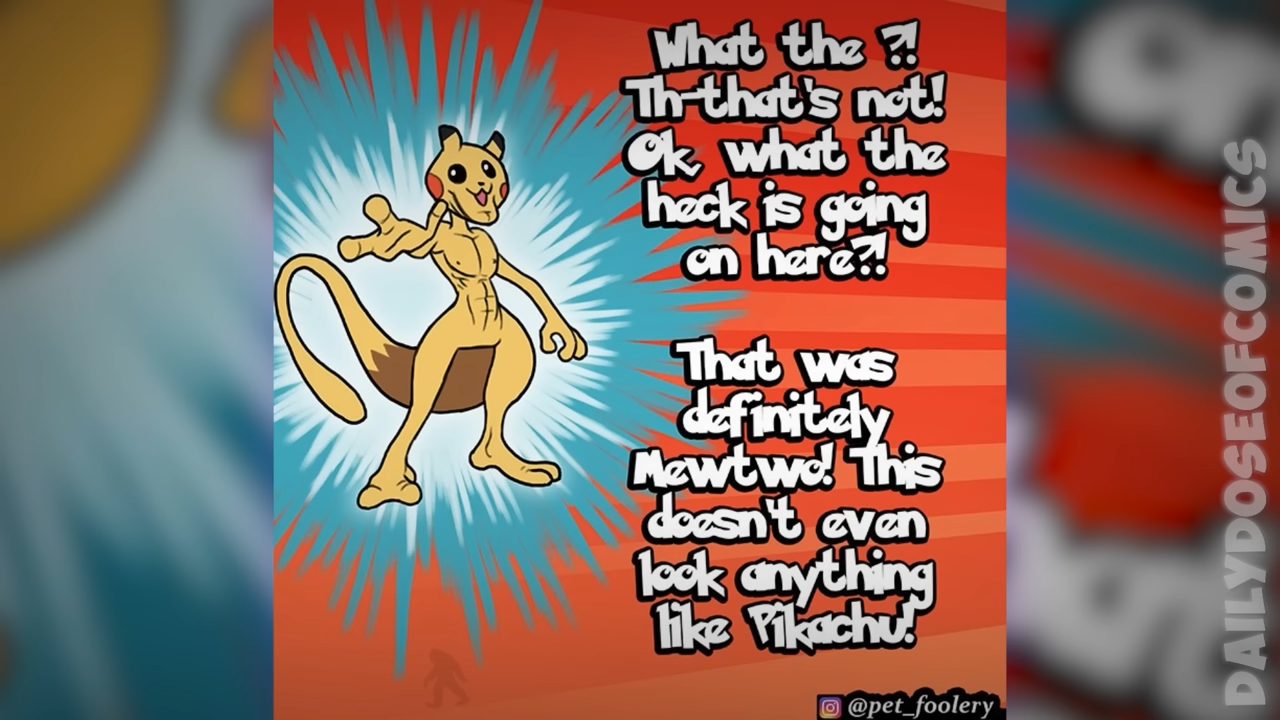 What the ?!
Th-that's not!
Ok, what the
heck is going
on here?!
That was
definitely
Mewtwo! This
doesn't even
look anything
like Pikachu!
@pet_foolery
DAILYDOSEOFCOMICS